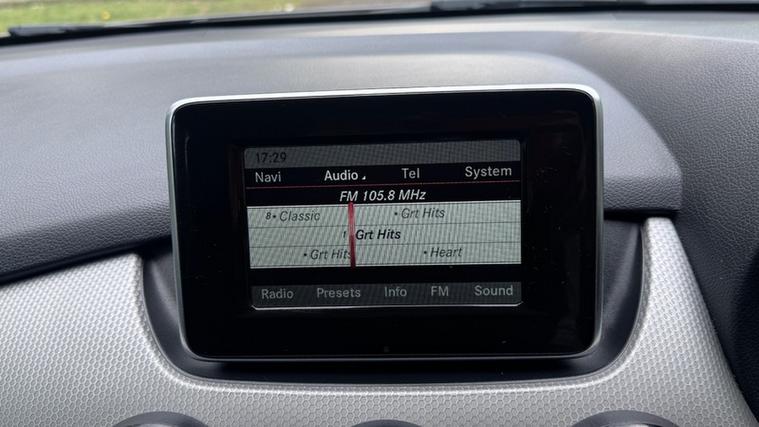 17:29
Navi Audio Tel System
FM 105.8 MHz
8 • Classic • Grt Hits
1 Grt Hits
• Grt Hits • Heart
Radio Presets Info FM Sound